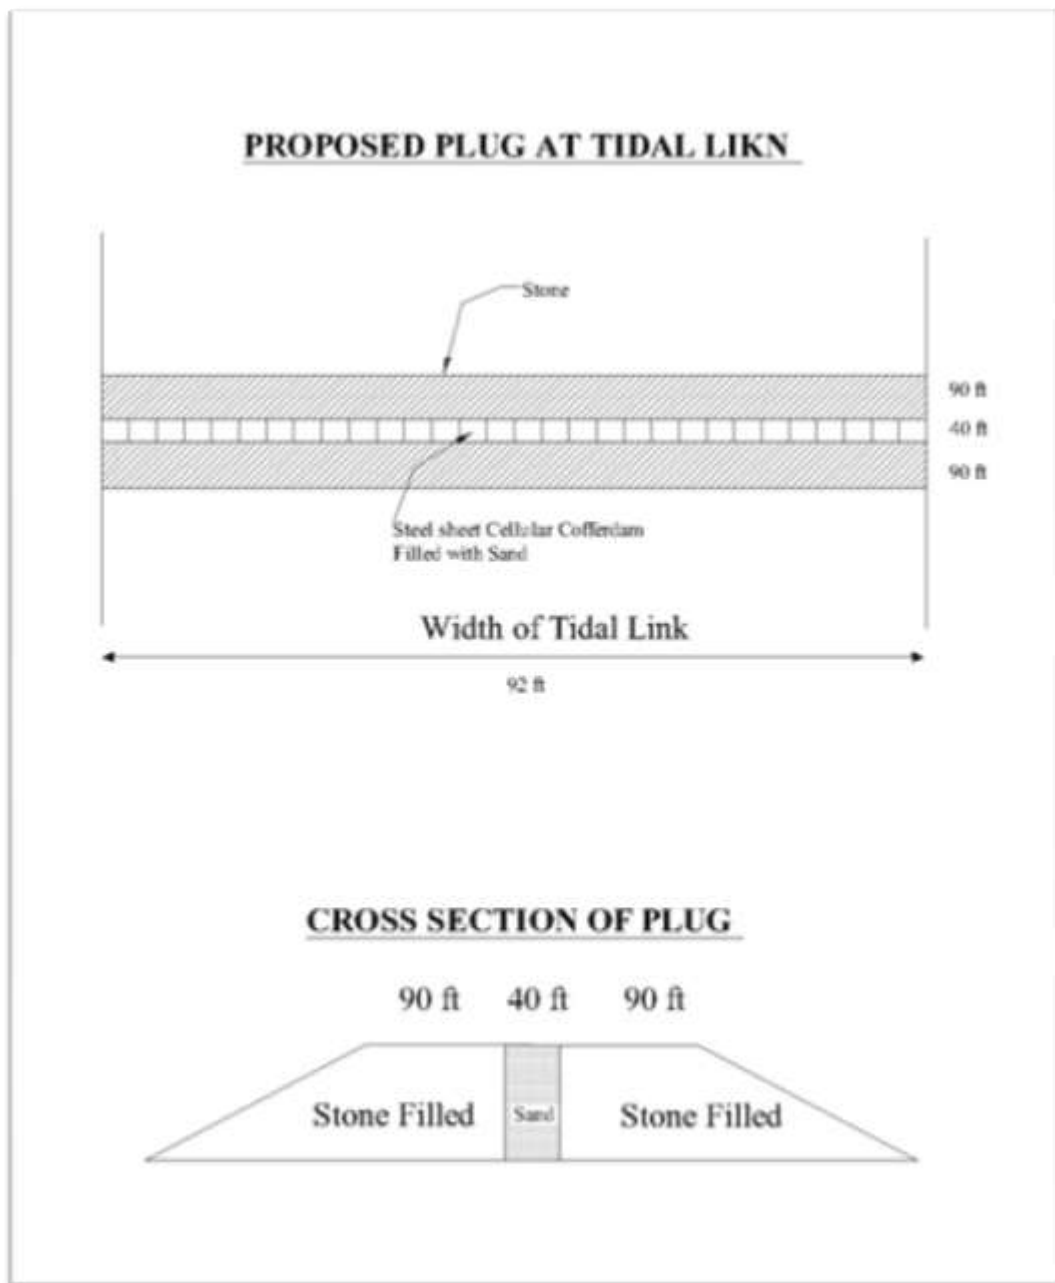 PROPOSED PLUG AT TIDAL LIKN
Stone
90 ft
40 ft
90 ft
Steel sheet Cellular Cofferdam
Filled with Sand
Width of Tidal Link
92 ft
CROSS SECTION OF PLUG
90 ft 40 ft 90 ft
Stone Filled Sand Stone Filled